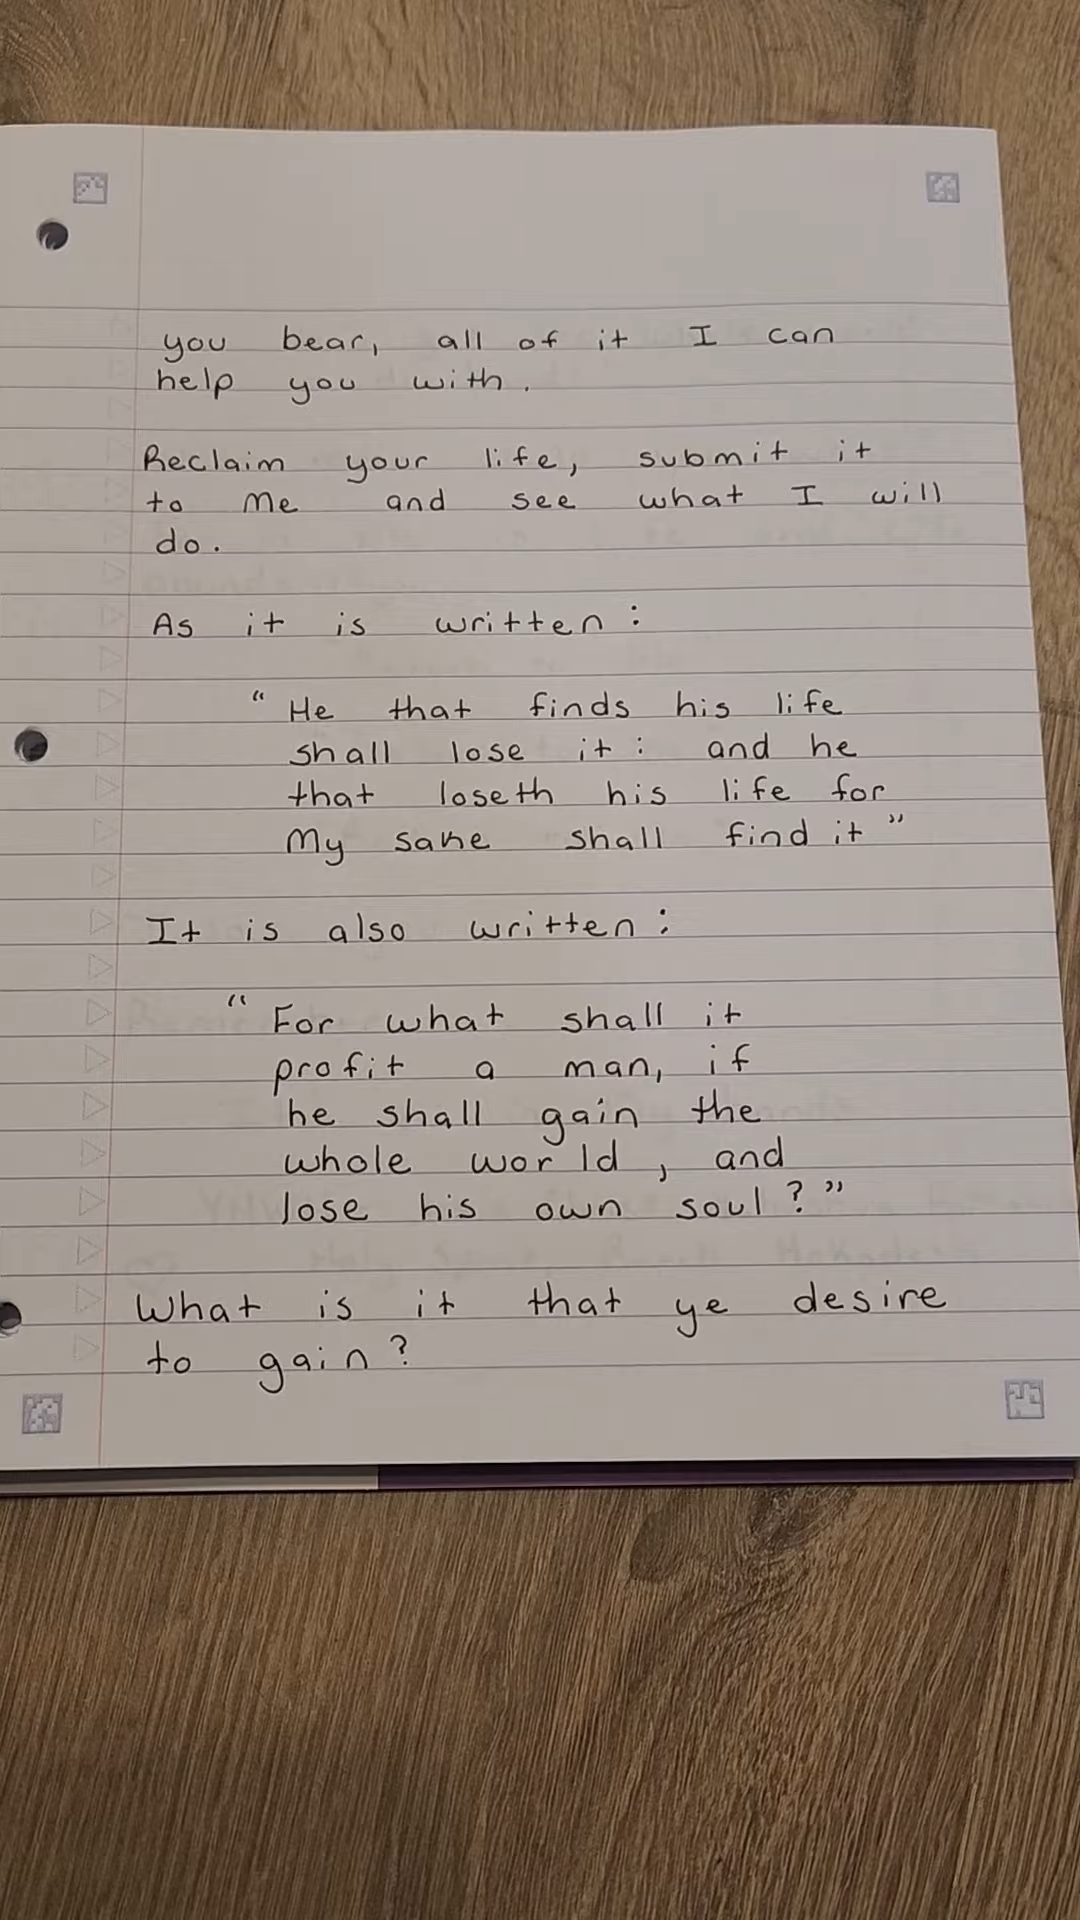 you bear, all of it I can
help you with.
Reclaim your life, submit it
to Me and see what I will
do.
As it is written:
"He that finds his life
shall lose it: and he
that loseth his life for
My sake shall find it"
It is also written:
"For what shall it
profit a man, if
he shall gain the
whole world, and
lose his own soul?"
What is it that ye desire
to gain?